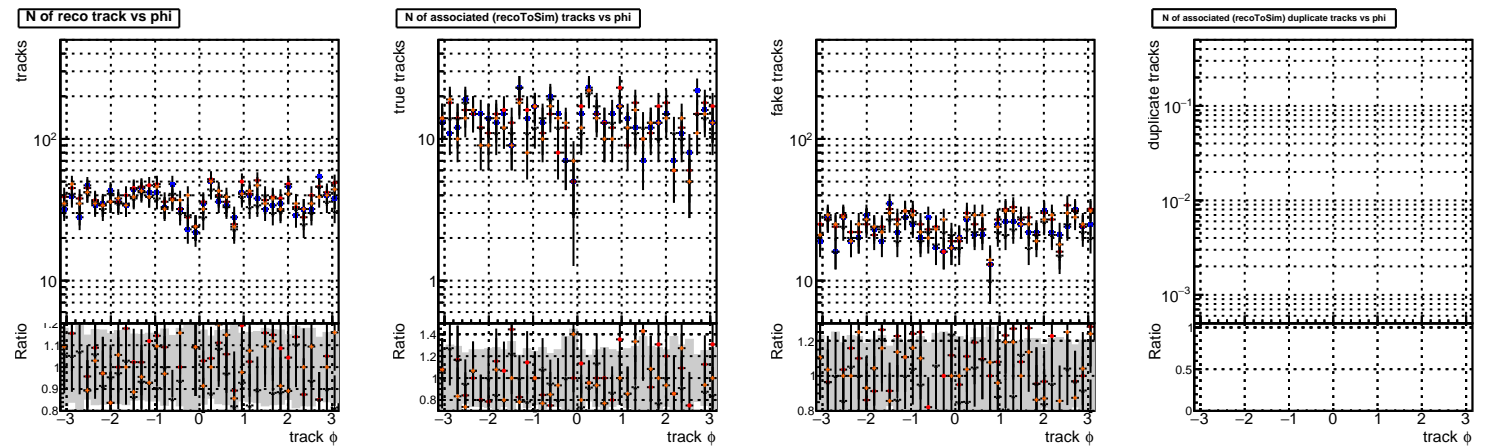 N of reco track vs phi
tracks
10²
10
Ratio
1.2
1.1
1
0.9
0.8
−3 −2 −1 0 1 2 3
track ϕ
N of associated (recoToSim) tracks vs phi
true tracks
10
1
Ratio
1.4
1.2
1
0.8
−3 −2 −1 0 1 2 3
track ϕ
fake tracks
10²
10
Ratio
1.2
1
0.8
−3 −2 −1 0 1 2 3
track ϕ
N of associated (recoToSim) duplicate tracks vs phi
duplicate tracks
10⁻¹
10⁻²
10⁻³
Ratio
1
0.5
0
−3 −2 −1 0 1 2 3
track ϕ